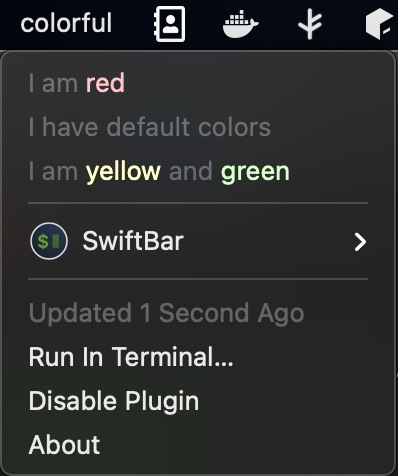 colorful
I am red
I have default colors
I am yellow and green
$
SwiftBar
Updated 1 Second Ago
Run In Terminal...
Disable Plugin
About